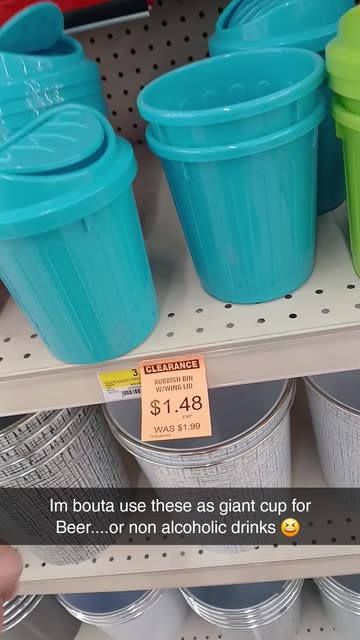 CLEARANCE
RUBBISH BIN
W/WING LID
$1.48
WAS $1.99
Im bouta use these as giant cup for
Beer....or non alcoholic drinks 😆